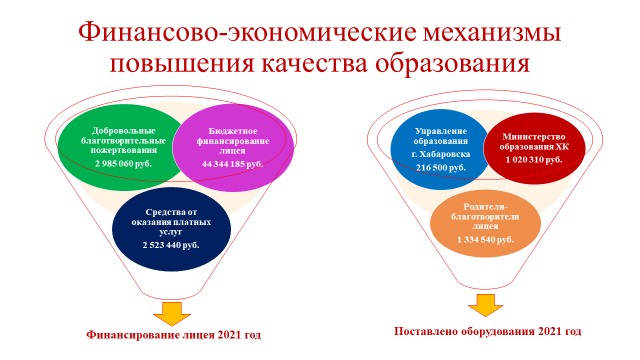 Финансово-экономические механизмы
повышения качества образования
Добровольные
благотворительные
пожертвования
2 985 060 руб.
Бюджетное
финансирование
лицея
44 344 185 руб.
Средства от
оказания платных
услуг
2 523 440 руб.
Финансирование лицея 2021 год
Управление
образования
г. Хабаровска
216 500 руб.
Министерство
образования ХК
1 020 310 руб.
Родители-
благотворители
лицея
1 334 540 руб.
Поставлено оборудования 2021 год